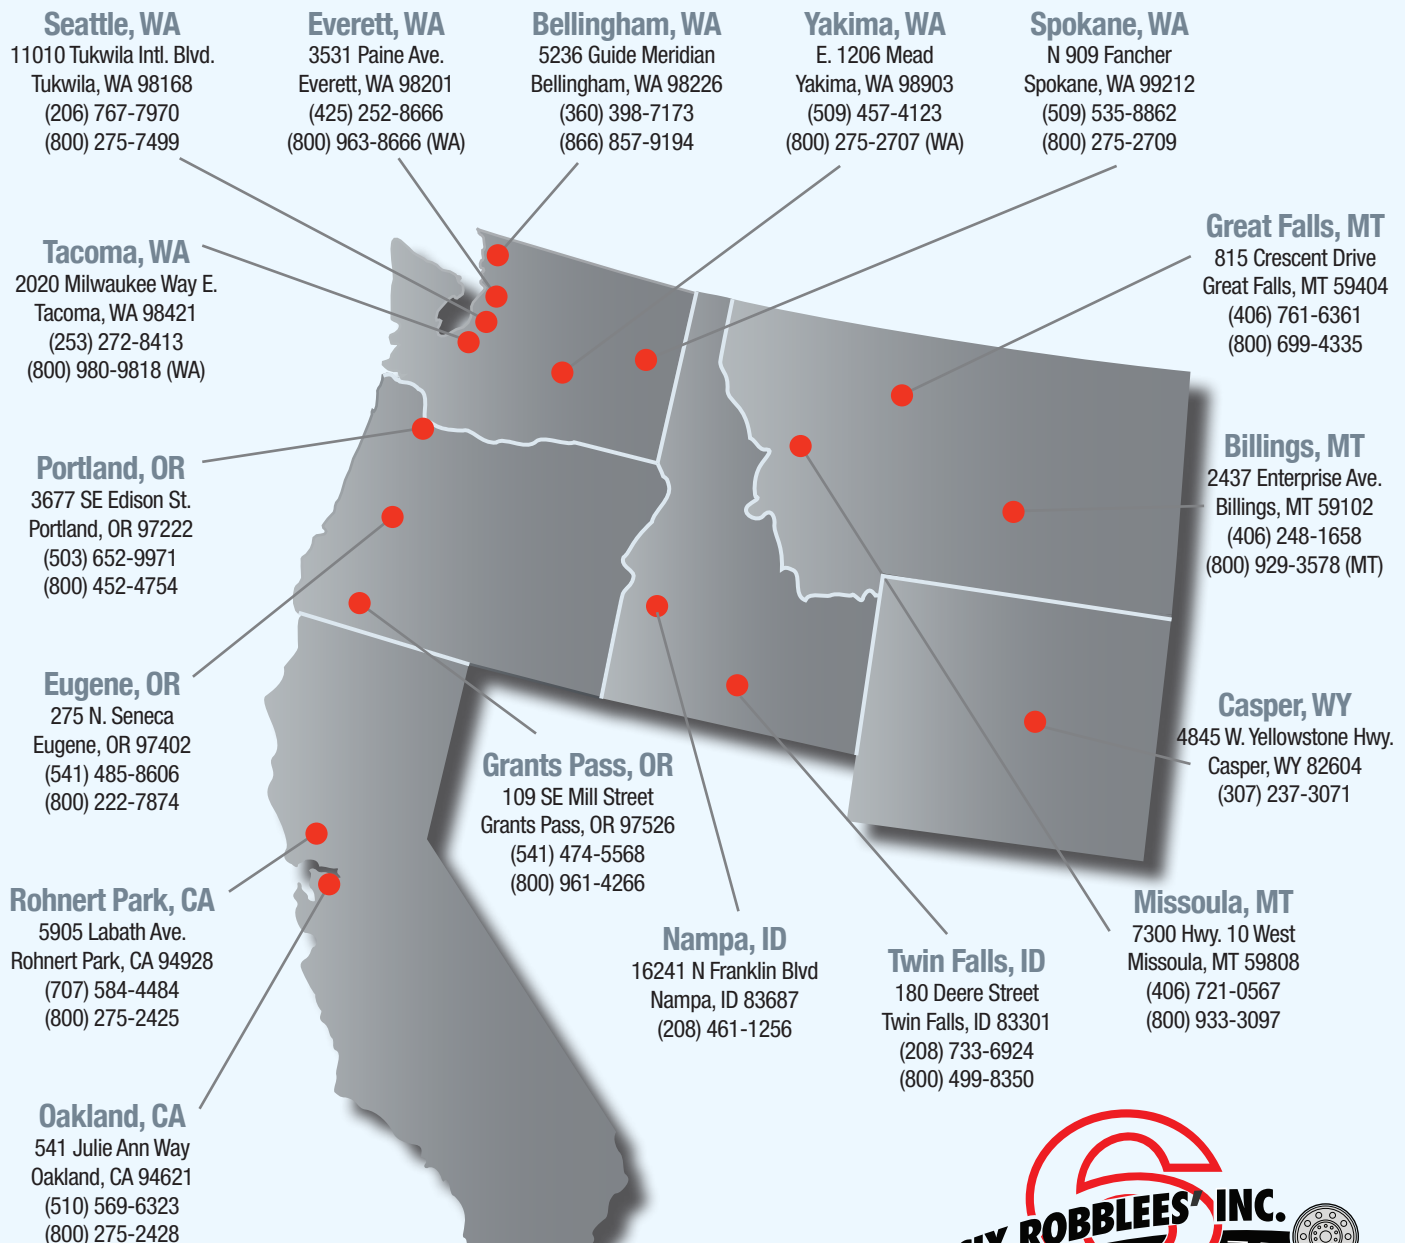 Seattle, WA
11010 Tukwila Intl. Blvd.
Tukwila, WA 98168
(206) 767-7970
(800) 275-7499
Everett, WA
3531 Paine Ave.
Everett, WA 98201
(425) 252-8666
(800) 963-8666 (WA)
Bellingham, WA
5236 Guide Meridian
Bellingham, WA 98226
(360) 398-7173
(866) 857-9194
Yakima, WA
E. 1206 Mead
Yakima, WA 98903
(509) 457-4123
(800) 275-2707 (WA)
Spokane, WA
N 909 Fancher
Spokane, WA 99212
(509) 535-8862
(800) 275-2709
Tacoma, WA
2020 Milwaukee Way E.
Tacoma, WA 98421
(253) 272-8413
(800) 980-9818 (WA)
Great Falls, MT
815 Crescent Drive
Great Falls, MT 59404
(406) 761-6361
(800) 699-4335
Portland, OR
3677 SE Edison St.
Portland, OR 97222
(503) 652-9971
(800) 452-4754
Billings, MT
2437 Enterprise Ave.
Billings, MT 59102
(406) 248-1658
(800) 929-3578 (MT)
Eugene, OR
275 N. Seneca
Eugene, OR 97402
(541) 485-8606
(800) 222-7874
Grants Pass, OR
109 SE Mill Street
Grants Pass, OR 97526
(541) 474-5568
(800) 961-4266
Casper, WY
4845 W. Yellowstone Hwy.
Casper, WY 82604
(307) 237-3071
Rohnert Park, CA
5905 Labath Ave.
Rohnert Park, CA 94928
(707) 584-4484
(800) 275-2425
Nampa, ID
16241 N Franklin Blvd
Nampa, ID 83687
(208) 461-1256
Twin Falls, ID
180 Deere Street
Twin Falls, ID 83301
(208) 733-6924
(800) 499-8350
Missoula, MT
7300 Hwy. 10 West
Missoula, MT 59808
(406) 721-0567
(800) 933-3097
Oakland, CA
541 Julie Ann Way
Oakland, CA 94621
(510) 569-6323
(800) 275-2428
6
SIX ROBBLEES' INC.